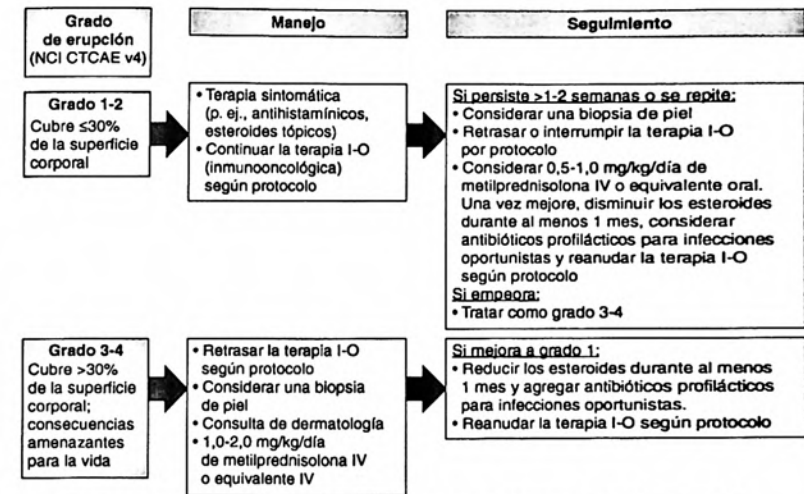 Grado
de erupción
(NCI CTCAE v4)
Manejo
Seguimiento
Grado 1-2
Cubre ≤30%
de la superficie
corporal
• Terapia sintomática
(p. ej., antihistamínicos,
esteroides tópicos)
• Continuar la terapia I-O
(inmunooncológica)
según protocolo
Si persiste >1-2 semanas o se repite:
• Considerar una biopsia de piel
• Retrasar o interrumpir la terapia I-O
por protocolo
• Considerar 0,5-1,0 mg/kg/día de
metilprednisolona IV o equivalente oral.
Una vez mejore, disminuir los esteroides
durante al menos 1 mes, considerar
antibióticos profilácticos para infecciones
oportunistas y reanudar la terapia I-O
según protocolo
Si empeora:
• Tratar como grado 3-4
Grado 3-4
Cubre >30%
de la superficie
corporal;
consecuencias
amenazantes
para la vida
• Retrasar la terapia I-O
según protocolo
• Considerar una biopsia
de piel
• Consulta de dermatología
• 1,0-2,0 mg/kg/día
de metilprednisolona IV
o equivalente IV
Si mejora a grado 1:
• Reducir los esteroides durante al menos
1 mes y agregar antibióticos profilácticos
para infecciones oportunistas.
• Reanudar la terapia I-O según protocolo